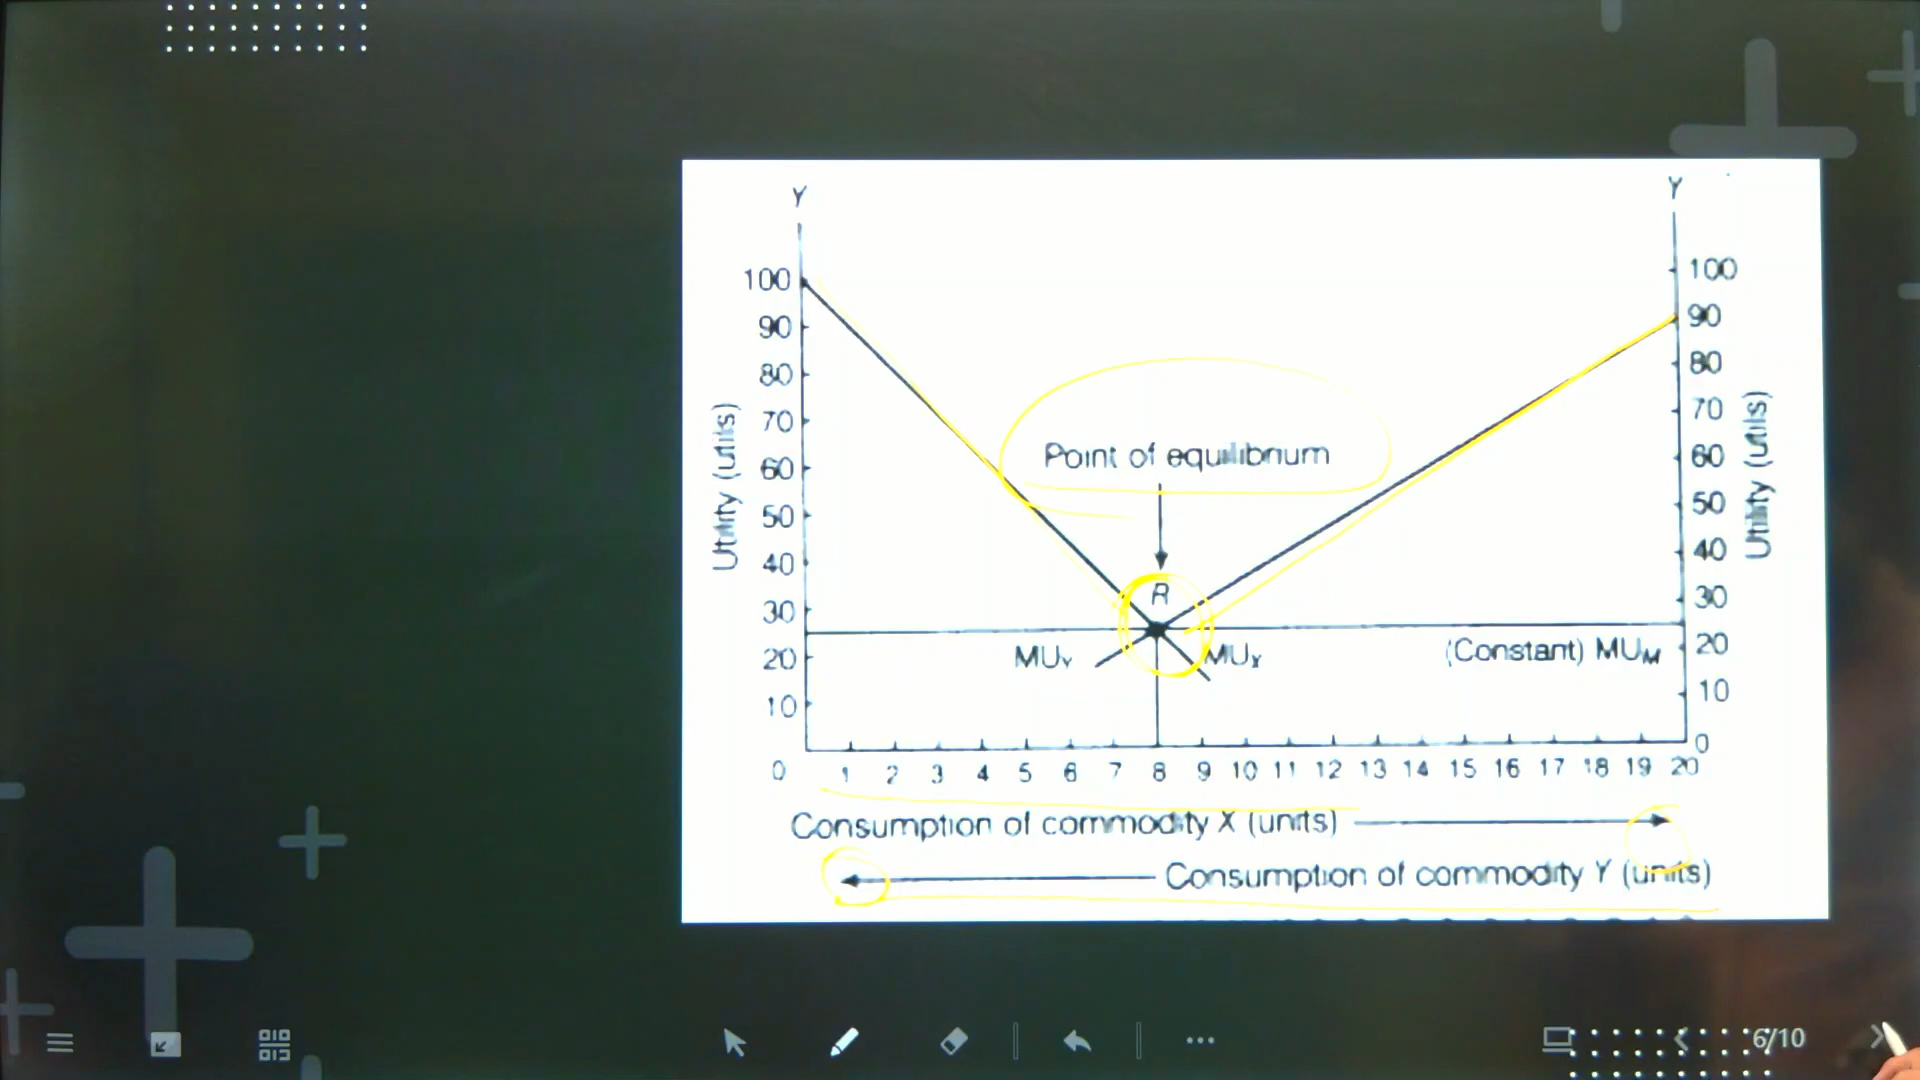 Y Y
100 100
90 90
80 80
70 70
60 60
50 50
40 40
30 30
20 20
10 10
0
Utility (utils)
Utility (utils)
Point of equilibrium
R
MUY MUX (Constant) MUM
0 1 2 3 4 5 6 7 8 9 10 11 12 13 14 15 16 17 18 19 20
Consumption of commodity X (units)
Consumption of commodity Y (units)
6/10